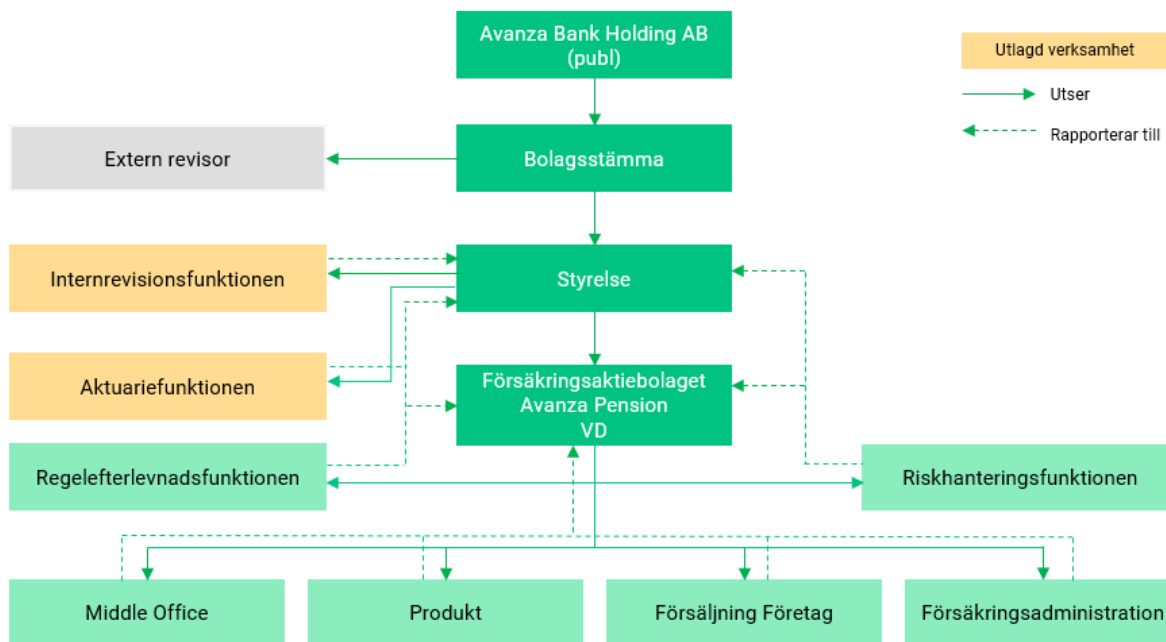 Avanza Bank Holding AB
(publ)
Utlagd verksamhet
Utser
Rapporterar till
Extern revisor
Bolagsstämma
Internrevisionsfunktionen
Styrelse
Aktuariefunktionen
Försäkringsaktiebolaget
Avanza Pension
VD
Regelefterlevnadsfunktionen
Riskhanteringsfunktionen
Middle Office
Produkt
Försäljning Företag
Försäkringsadministration